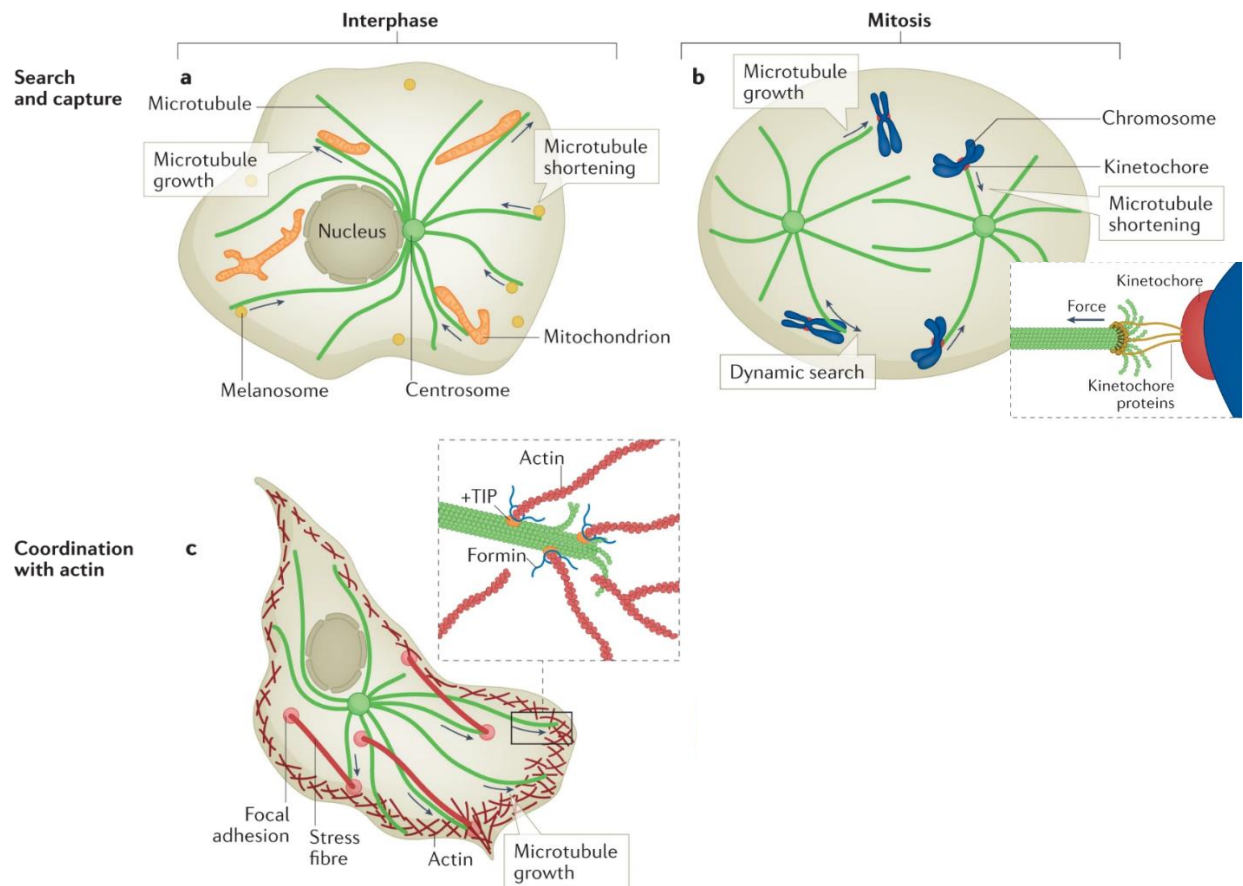 Interphase
Mitosis
Search
and capture
a
Microtubule
Microtubule
growth
Nucleus
Microtubule
shortening
Mitochondrion
Melanosome
Centrosome
b
Microtubule
growth
Chromosome
Kinetochore
Microtubule
shortening
Dynamic search
Kinetochore
Force
Kinetochore
proteins
Coordination
with actin
c
Actin
+TIP
Formin
Focal
adhesion
Stress
fibre
Actin
Microtubule
growth